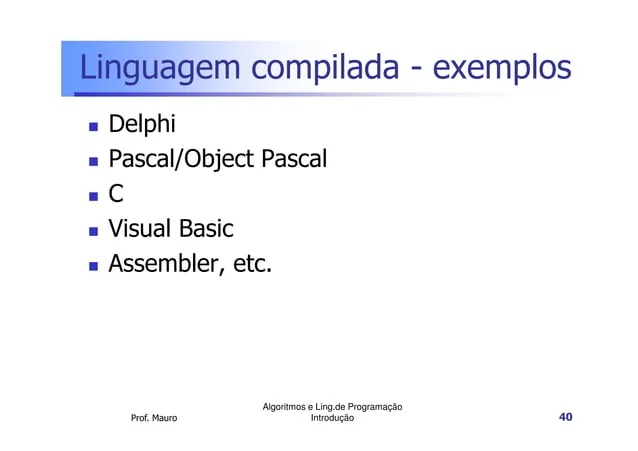 Linguagem compilada - exemplos
Delphi
Pascal/Object Pascal
C
Visual Basic
Assembler, etc.
Prof. Mauro
Algoritmos e Ling.de Programação
Introdução
40